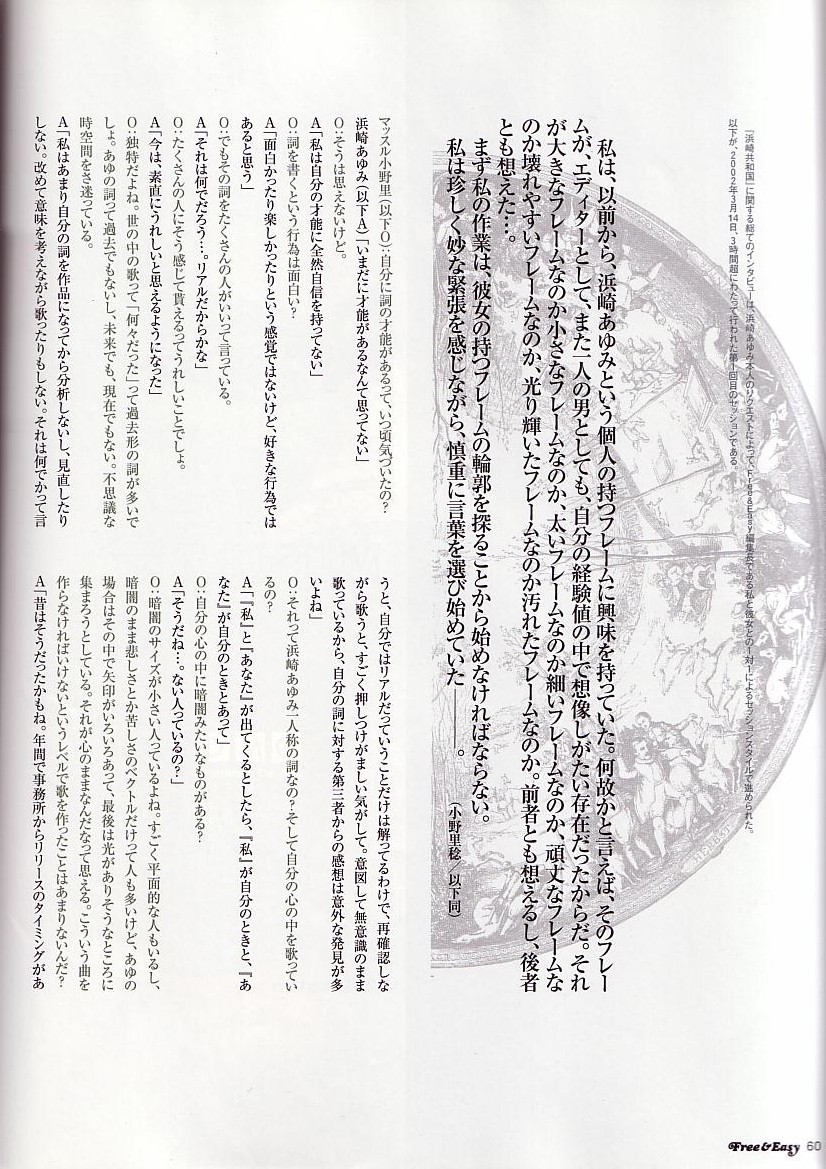 『浜崎共和国』に関する総てのインタビューは、浜崎あゆみ本人のリクエストによって、Free&Easy編集長である私と彼女との1対1によるセッションスタイルで進められた。
以下が、2002年3月14日、3時間超にわたって行われた第1回目のセッションである。
私は、以前から、浜崎あゆみという個人の持つフレームに興味を持っていた。何故かと言えば、そのフレー
ムが、エディターとして、また一人の男としても、自分の経験値の中で想像しがたい存在だったからだ。それ
が大きなフレームなのか小さなフレームなのか、太いフレームなのか細いフレームなのか、頑丈なフレームな
のか壊れやすいフレームなのか、光り輝いたフレームなのか汚れたフレームなのか。前者とも想えるし、後者
とも想えた…。
まず私の作業は、彼女の持つフレームの輪郭を探ることから始めなければならない。
私は珍しく妙な緊張を感じながら、慎重に言葉を選び始めていた――。
(小野里稔/以下同)
マッスル小野里(以下O):自分に詞の才能があるって、いつ頃気づいたの?
浜崎あゆみ(以下A)「いまだに才能があるなんて思ってない」
O:そうは思えないけど。
A「私は自分の才能に全然自信を持ってない」
O:詞を書くという行為は面白い?
A「面白かったり楽しかったりという感覚ではないけど、好きな行為では
あると思う」
O:でもその詞をたくさんの人がいいって言っている。
A「それは何でだろう…。リアルだからかな」
O:たくさんの人にそう感じて貰えるってうれしいことでしょ。
A「今は、素直にうれしいと思えるようになった」
O:独特だよね。世の中の歌って「何々だった」って過去形の詞が多いで
しょ。あゆの詞って過去でもないし、未来でも、現在でもない。不思議な
時空間をさ迷っている。
A「私はあまり自分の詞を作品になってから分析しないし、見直したり
しない。改めて意味を考えながら歌ったりもしない。それは何でかって言
うと、自分ではリアルだっていうことだけは解ってるわけで、再確認しな
がら歌うと、すごく押しつけがましい気がして。意図して無意識のまま
歌っているから、自分の詞に対する第三者からの感想は意外な発見が多
いよね」
O:それって浜崎あゆみ一人称の詞なの?そして自分の心の中を歌ってい
るの?
A「『私』と『あなた』が出てくるとしたら、『私』が自分のときと、『あ
なた』が自分のときとあって」
O:自分の心の中に暗闇みたいなものがある?
A「そうだね…。ない人っているの?」
O:暗闇のサイズが小さい人っているよね。すごく平面的な人もいるし、
暗闇のまま悲しさとか苦しさのベクトルだけって人も多いけど、あゆの
場合はその中で矢印がいろいろあって、最後は光がありそうなところに
集まろうとしている。それが心のままなんだなって思える。こういう曲を
作らなければいけないというレベルで歌を作ったことはあまりないんだ?
A「昔はそうだったかもね。年間で事務所からリリースのタイミングがあ
Free&Easy 60